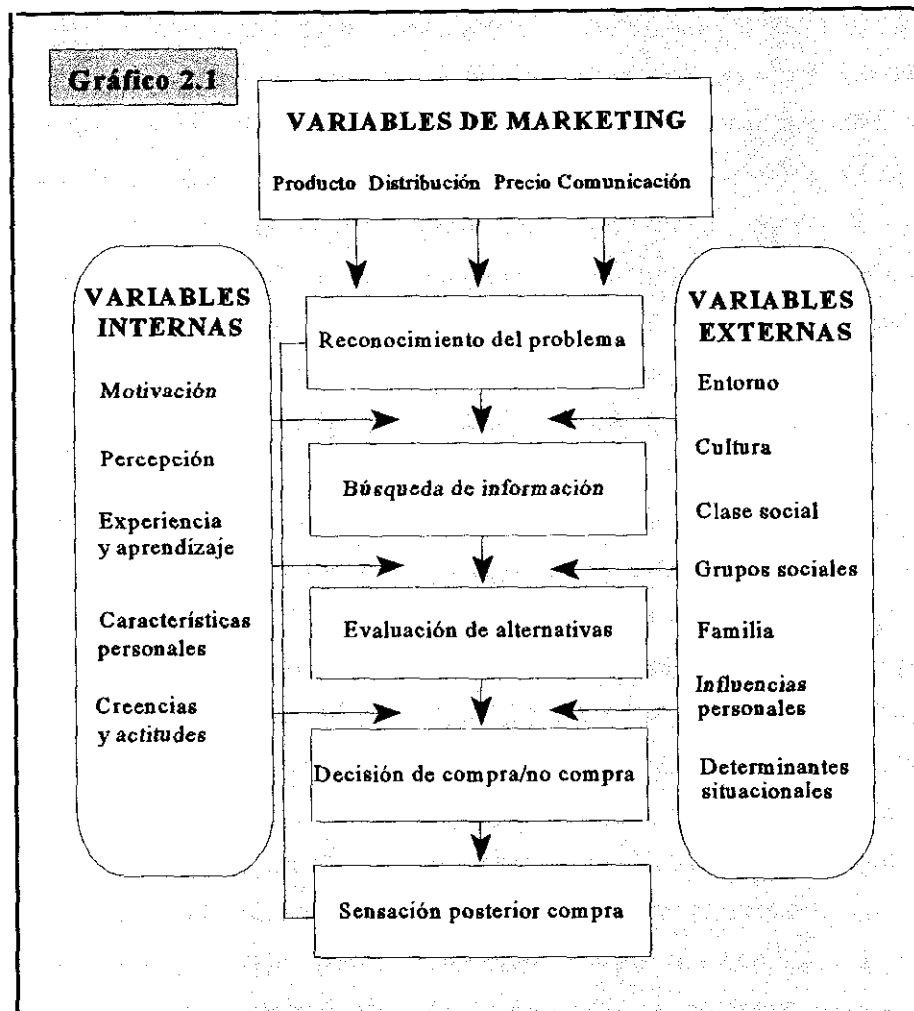 Gráfico 2.1
VARIABLES DE MARKETING
Producto Distribución Precio Comunicación
VARIABLES
INTERNAS
Motivación
Percepción
Experiencia
y aprendizaje
Características
personales
Creencias
y actitudes
Reconocimiento del problema
Búsqueda de información
Evaluación de alternativas
Decisión de compra/no compra
Sensación posterior compra
VARIABLES
EXTERNAS
Entorno
Cultura
Clase social
Grupos sociales
Familia
Influencias
personales
Determinantes
situacionales